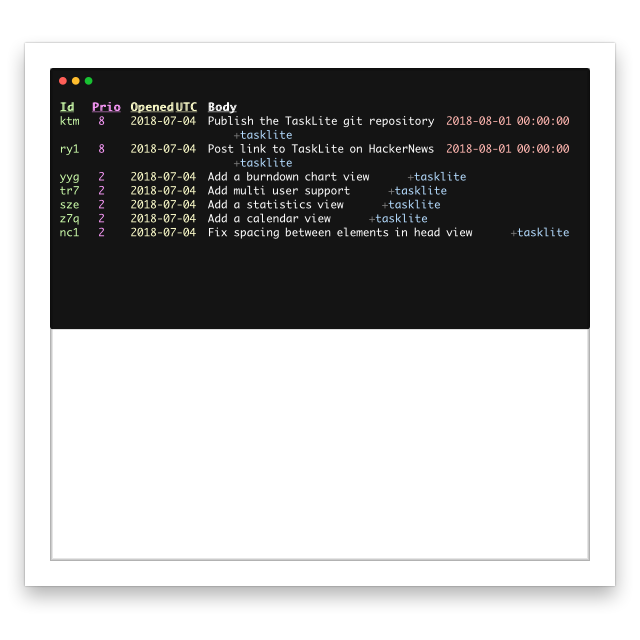 Id Prio OpenedUTC Body
ktm 8 2018-07-04 Publish the TaskLite git repository 2018-08-01 00:00:00
+tasklite
ry1 8 2018-07-04 Post link to TaskLite on HackerNews 2018-08-01 00:00:00
+tasklite
yyg 2 2018-07-04 Add a burndown chart view +tasklite
tr7 2 2018-07-04 Add multi user support +tasklite
sze 2 2018-07-04 Add a statistics view +tasklite
z7q 2 2018-07-04 Add a calendar view +tasklite
nc1 2 2018-07-04 Fix spacing between elements in head view +tasklite